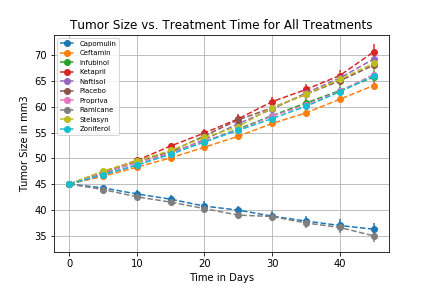 Tumor Size vs. Treatment Time for All Treatments
Tumor Size in mm3
70
65
60
55
50
45
40
35
Capomulin
Ceftamin
Infubinol
Ketapril
Naftisol
Placebo
Propriva
Ramicane
Stelasyn
Zoniferol
0
10
20
30
40
Time in Days